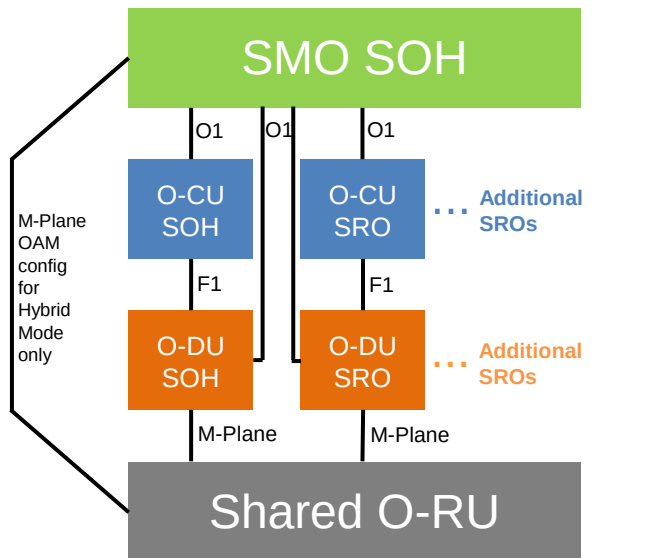 SMO SOH
O1
O1
O1
O-CU
SOH
O-CU
SRO
... Additional
SROs
M-Plane
OAM
config
for
Hybrid
Mode
only
F1
F1
O-DU
SOH
O-DU
SRO
... Additional
SROs
M-Plane
M-Plane
Shared O-RU